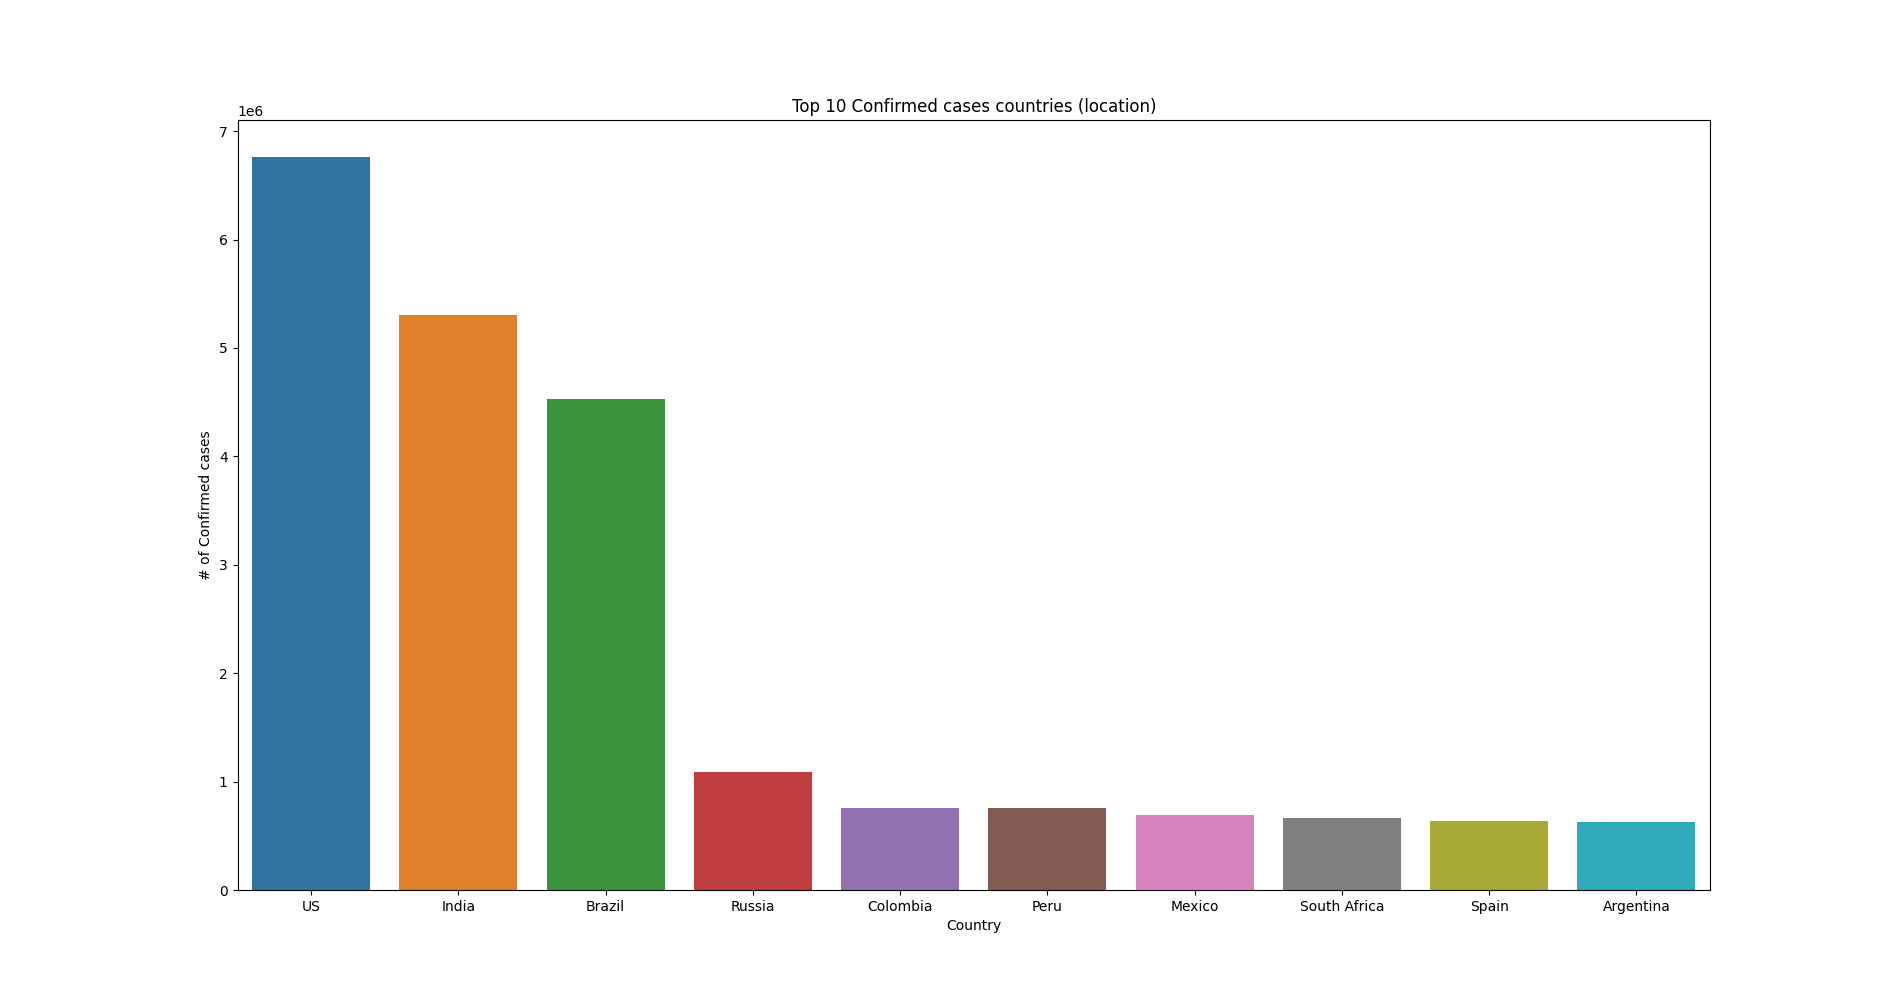 Top 10 Confirmed cases countries (location)
1e6
7
6
5
4
3
2
1
0
# of Confirmed cases
US India Brazil Russia Colombia Peru Mexico South Africa Spain Argentina
Country